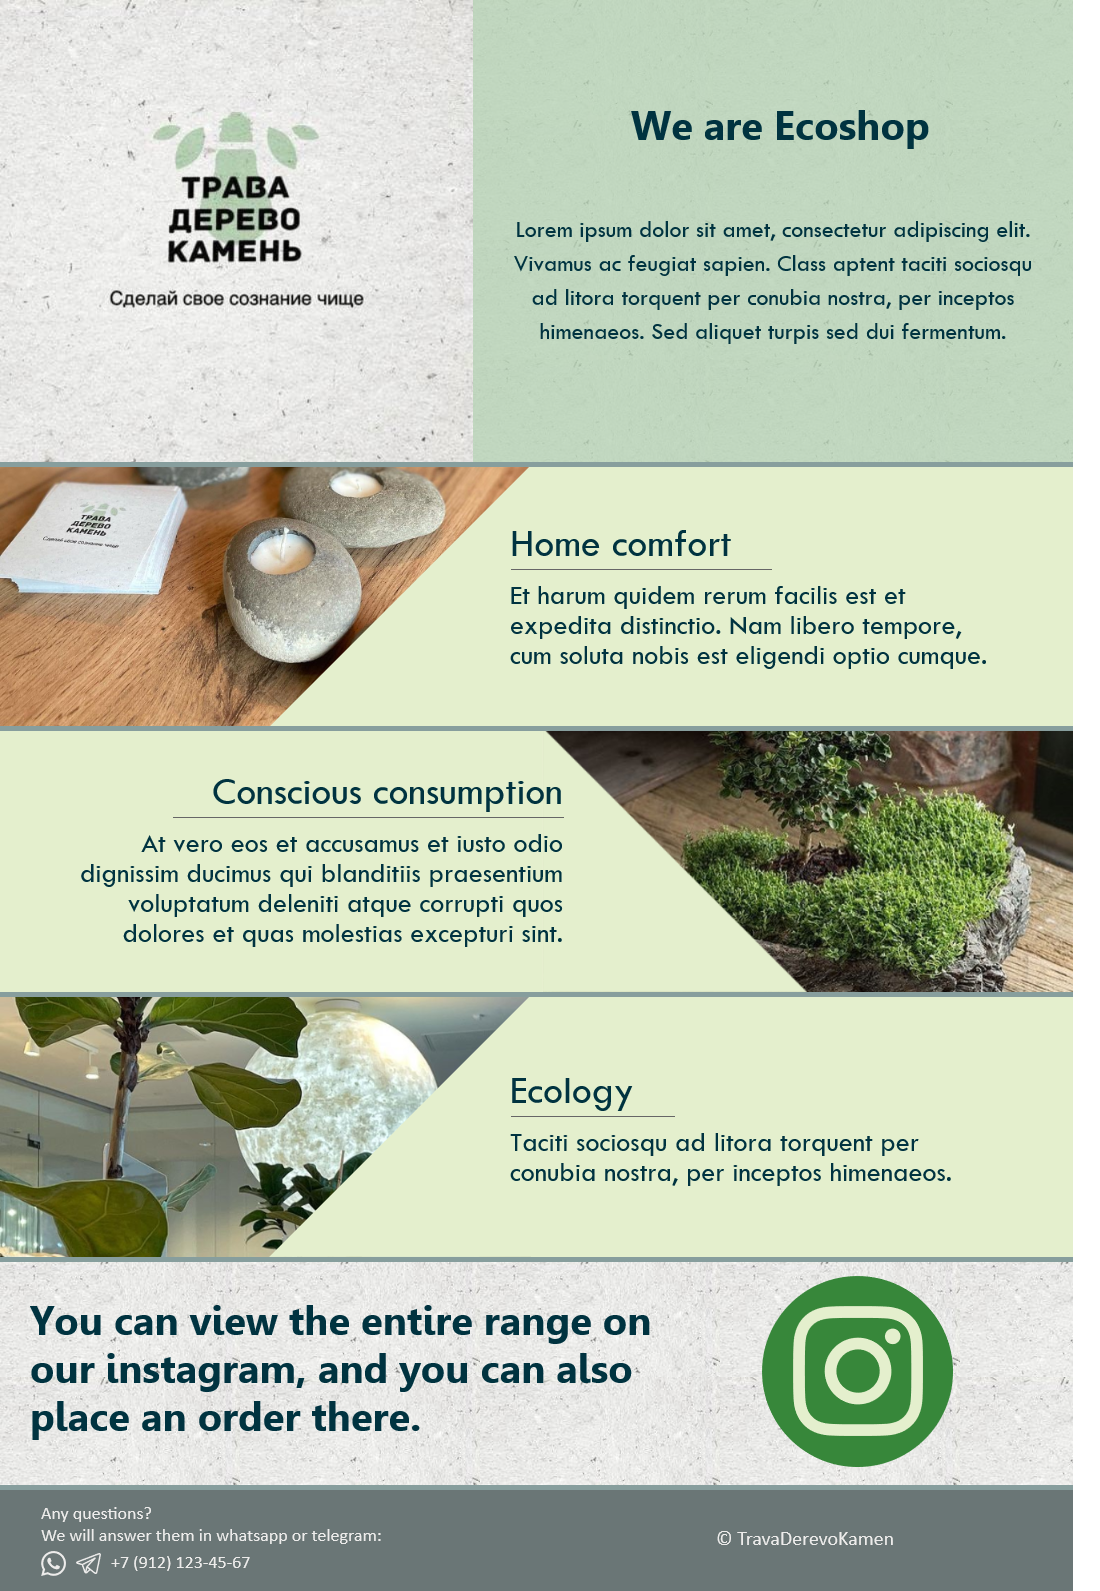 ТРАВА
ДЕРЕВО
КАМЕНЬ
Сделай свое сознание чище
We are Ecoshop
Lorem ipsum dolor sit amet, consectetur adipiscing elit.
Vivamus ac feugiat sapien. Class aptent taciti sociosqu
ad litora torquent per conubia nostra, per inceptos
himenaeos. Sed aliquet turpis sed dui fermentum.
ТРАВА
ДЕРЕВО
КАМЕНЬ
Сделай свое сознание чище
Home comfort
Et harum quidem rerum facilis est et
expedita distinctio. Nam libero tempore,
cum soluta nobis est eligendi optio cumque.
Conscious consumption
At vero eos et accusamus et iusto odio
dignissim ducimus qui blanditiis praesentium
voluptatum deleniti atque corrupti quos
dolores et quas molestias excepturi sint.
Ecology
Taciti sociosqu ad litora torquent per
conubia nostra, per inceptos himenaeos.
You can view the entire range on
our instagram, and you can also
place an order there.
Any questions?
We will answer them in whatsapp or telegram:
+7 (912) 123-45-67
© TravaDerevoKamen